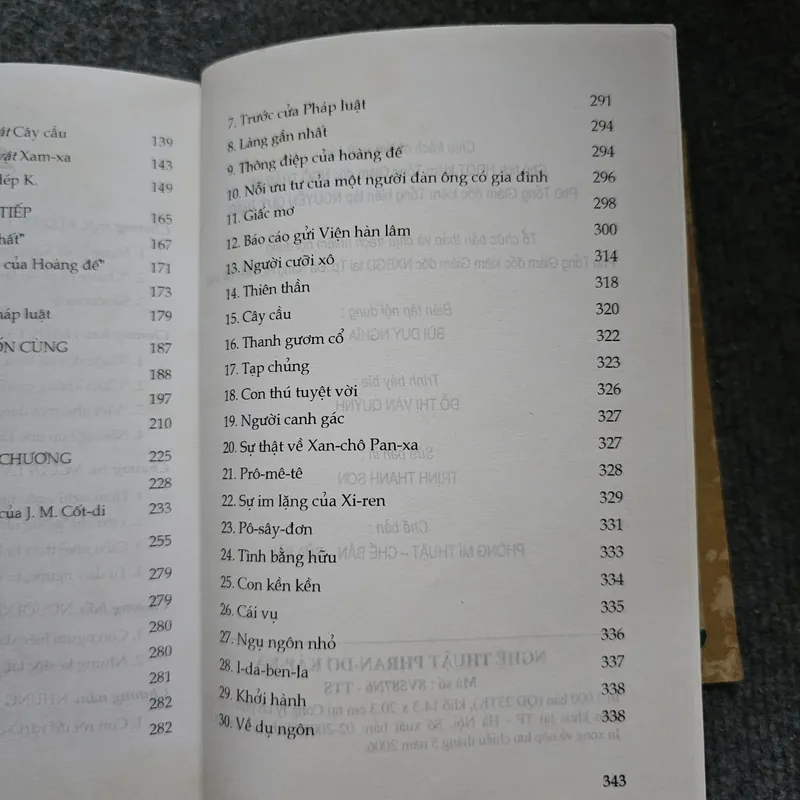 ật Cây cầu 139
vật Xam-xa 143
lép K. 149
TIẾP 165
hất" 167
của Hoàng đế" 171
173
háp luật 179
ỐN CÙNG 187
188
197
210
CHƯƠNG 225
228
của J. M. Cốt-di 233
255
279
279
280
280
281
282
282
7. Trước cửa Pháp luật 291
8. Làng gần nhất 294
9. Thông điệp của hoàng đế 294
10. Nỗi ưu tư của một người đàn ông có gia đình 296
11. Giấc mơ 298
12. Báo cáo gửi Viện hàn lâm 300
13. Người cưỡi xô 314
14. Thiên thần 318
15. Cây cầu 320
16. Thanh gươm cổ 322
17. Tạp chủng 323
18. Con thú tuyệt vời 326
19. Người canh gác 327
20. Sự thật về Xan-chô Pan-xa 327
21. Prô-mê-tê 328
22. Sự im lặng của Xi-ren 329
23. Pô-sây-đơn 331
24. Tình bằng hữu 333
25. Con kền kền 334
26. Cái vụ 335
27. Ngụ ngôn nhỏ 336
28. I-da-ben-la 337
29. Khởi hành 338
30. Về dụ ngôn 338
343